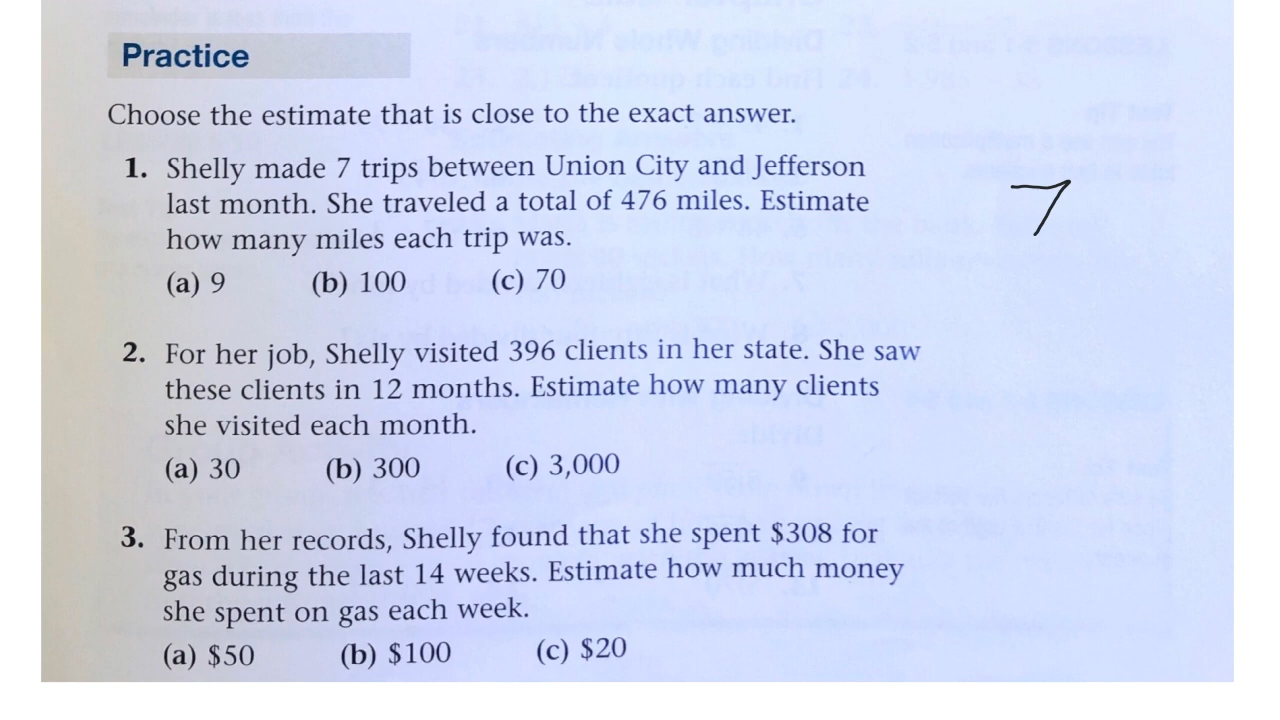 Practice
Choose the estimate that is close to the exact answer.
1. Shelly made 7 trips between Union City and Jefferson
last month. She traveled a total of 476 miles. Estimate
how many miles each trip was.
(a) 9 (b) 100 (c) 70
7
2. For her job, Shelly visited 396 clients in her state. She saw
these clients in 12 months. Estimate how many clients
she visited each month.
(a) 30 (b) 300 (c) 3,000
3. From her records, Shelly found that she spent $308 for
gas during the last 14 weeks. Estimate how much money
she spent on gas each week.
(a) $50 (b) $100 (c) $20